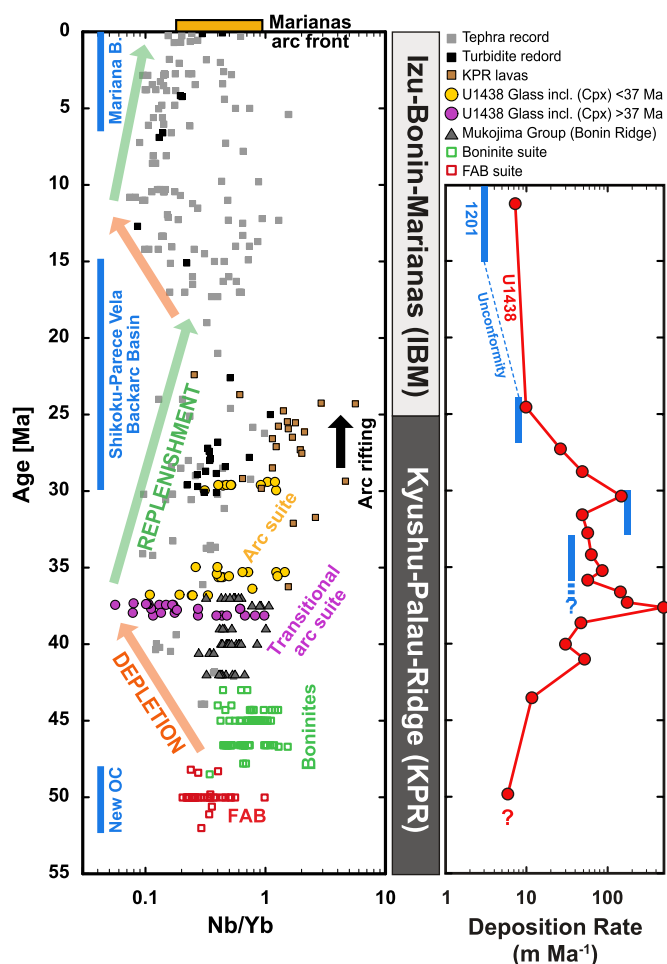 Marianas
arc front
Tephra record
Turbidite redord
KPR lavas
U1438 Glass incl. (Cpx) <37 Ma
U1438 Glass incl. (Cpx) >37 Ma
Mukojima Group (Bonin Ridge)
Boninite suite
FAB suite
0
5
10
15
20
25
30
35
40
45
50
55
Age [Ma]
Mariana B.
Shikoku-Parece Vela
Backarc Basin
New OC
REPLENISHMENT
DEPLETION
Arc rifting
Arc suite
Transitional
arc suite
Boninites
FAB
0.1
1
10
Nb/Yb
Izu-Bonin-Marianas (IBM)
Kyushu-Palau-Ridge (KPR)
1201
U1438
Unconformity
?
?
1
10
100
Deposition Rate
(m Ma⁻¹)